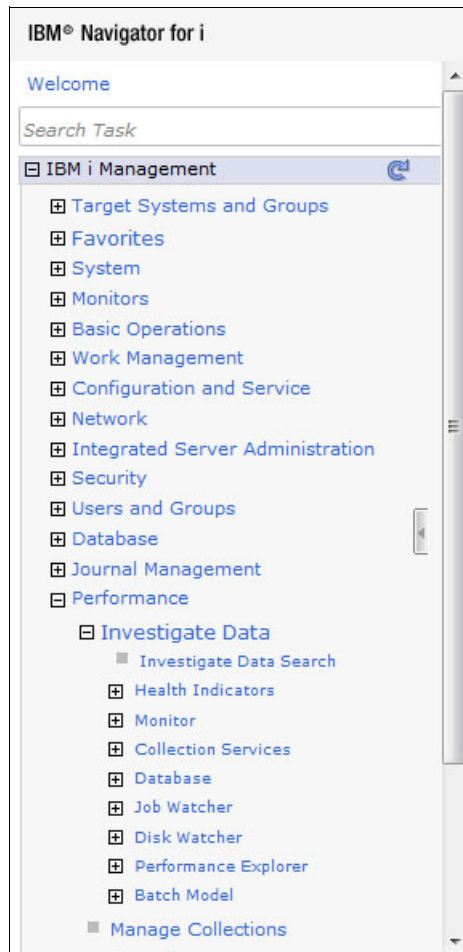 IBM® Navigator for i
Welcome
Search Task
IBM i Management
Target Systems and Groups
Favorites
System
Monitors
Basic Operations
Work Management
Configuration and Service
Network
Integrated Server Administration
Security
Users and Groups
Database
Journal Management
Performance
Investigate Data
Investigate Data Search
Health Indicators
Monitor
Collection Services
Database
Job Watcher
Disk Watcher
Performance Explorer
Batch Model
Manage Collections